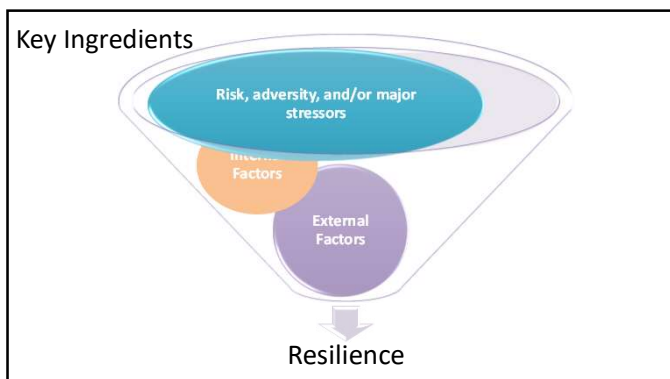 Key Ingredients
Risk, adversity, and/or major
stressors
Factors
External
Factors
Resilience